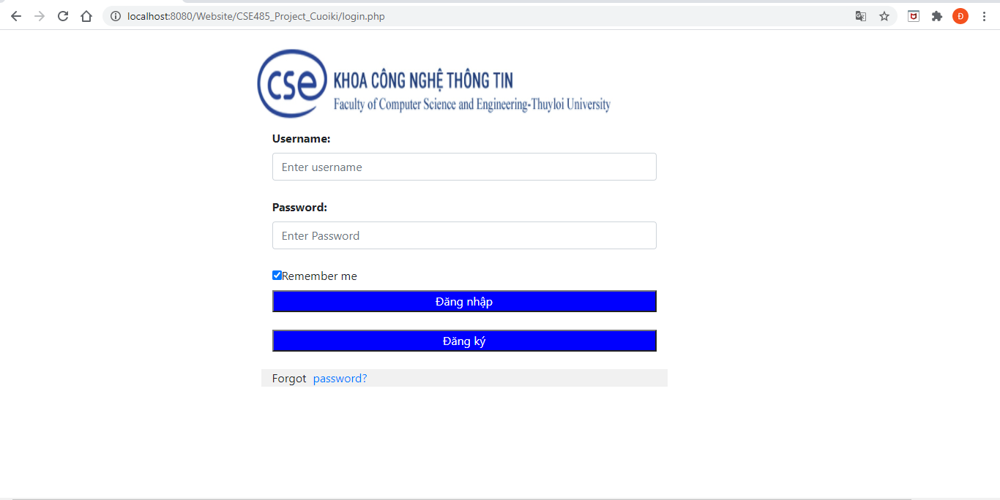 localhost:8080/Website/CSE485_Project_Cuoiki/login.php
Đ
cse
KHOA CÔNG NGHỆ THÔNG TIN
Faculty of Computer Science and Engineering-Thuyloi University
Username:
Enter username
Password:
Enter Password
Remember me
Đăng nhập
Đăng ký
Forgot password?